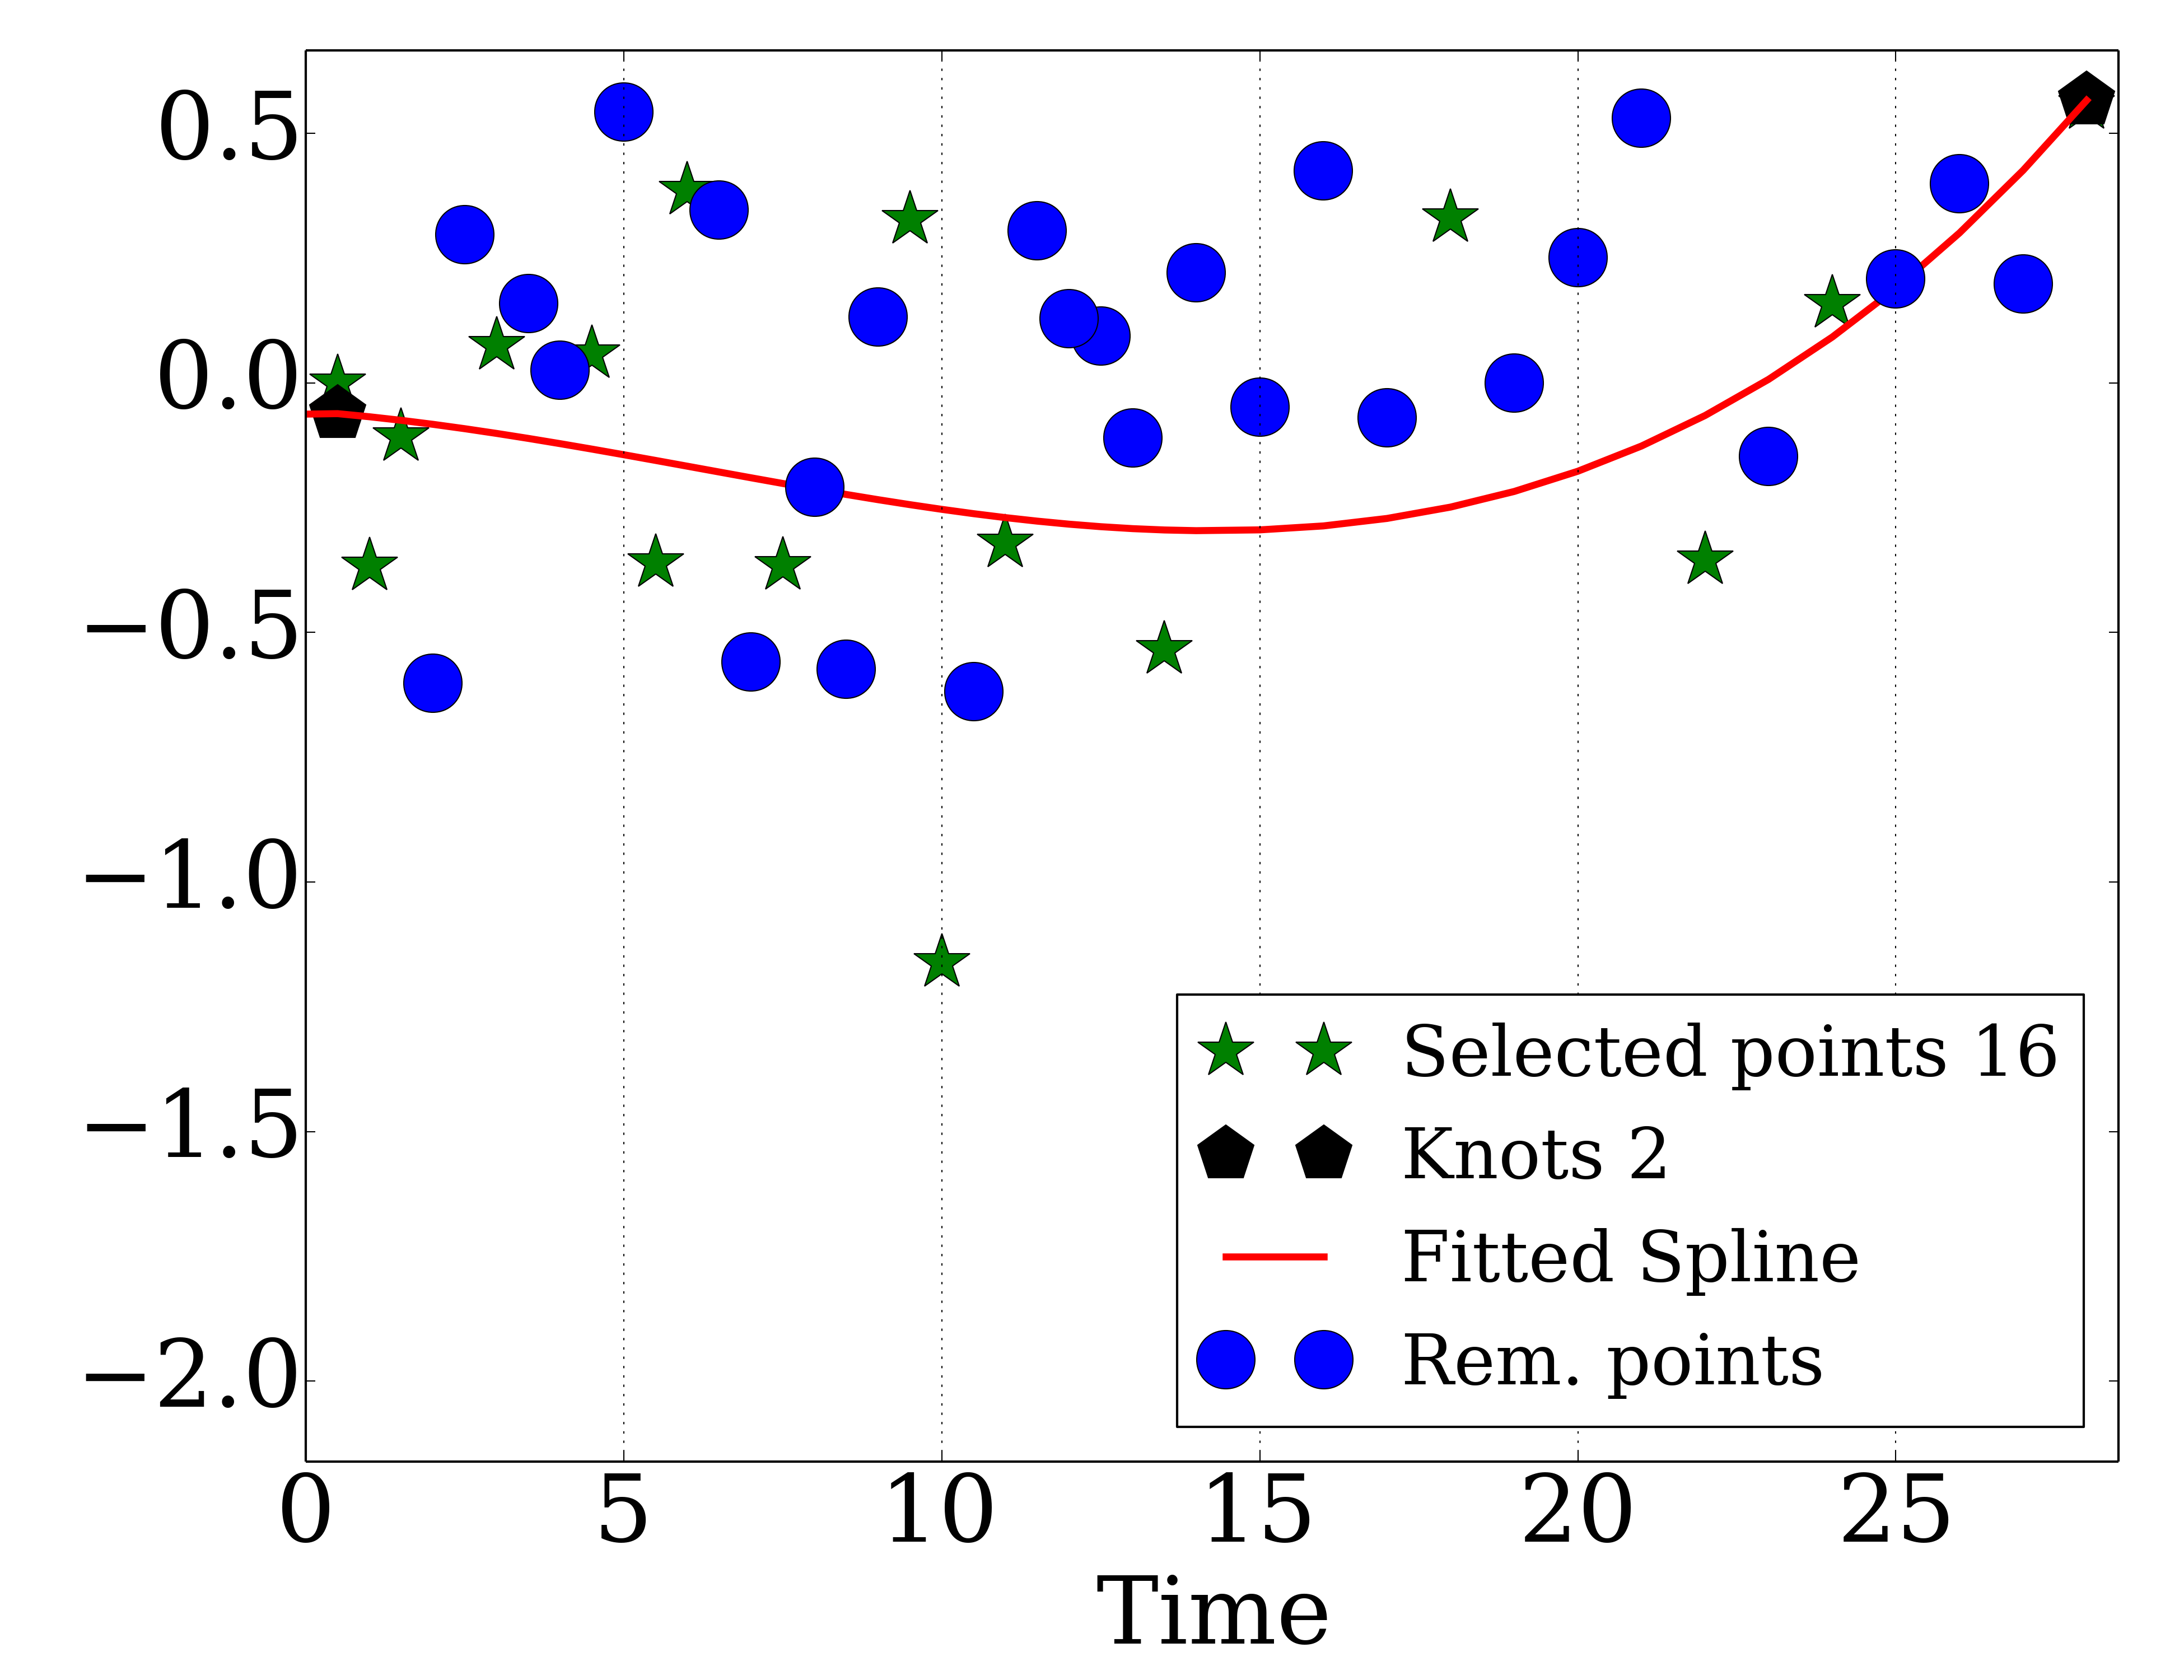 0.5
0.0
−0.5
−1.0
−1.5
−2.0
Selected points 16
Knots 2
Fitted Spline
Rem. points
0 5 10 15 20 25
Time